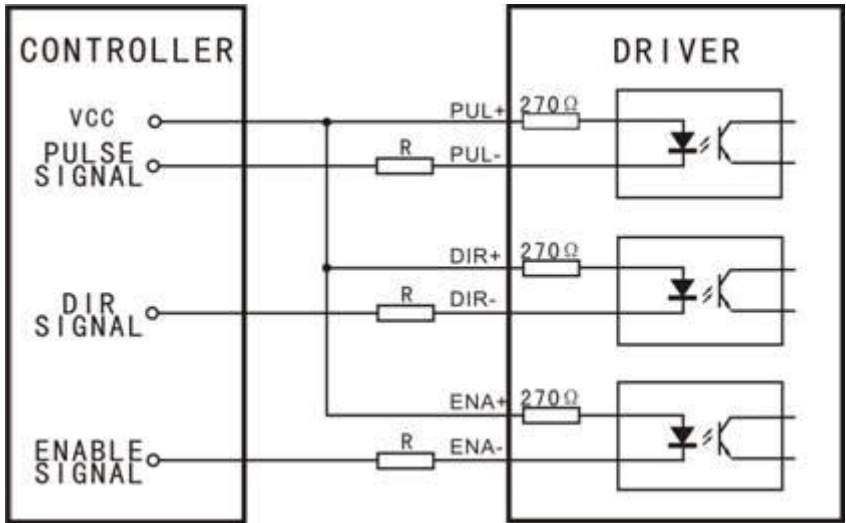 CONTROLLER
DRIVER
VCC
PUL+
270Ω
PULSE
SIGNAL
R
PUL-
DIR+
270Ω
DIR
SIGNAL
R
DIR-
ENA+
270Ω
ENABLE
SIGNAL
R
ENA-